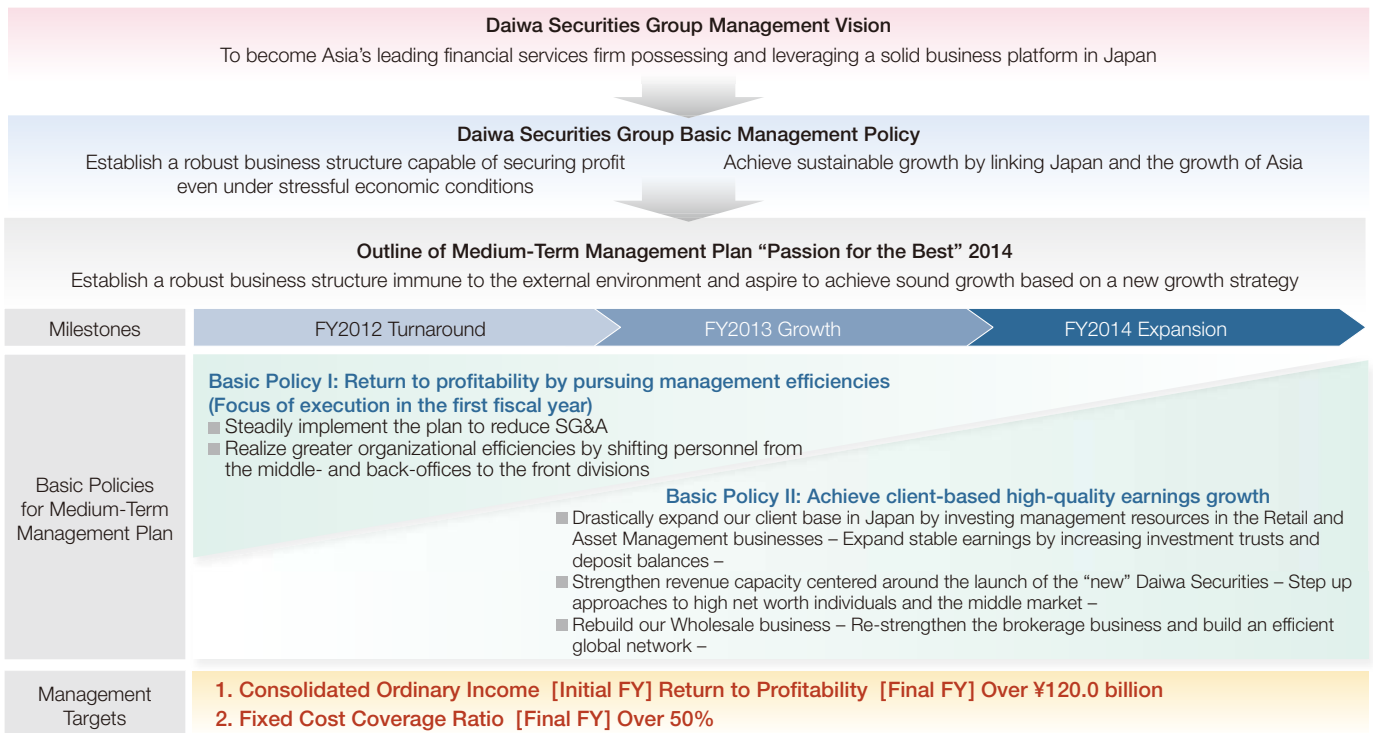 Daiwa Securities Group Management Vision
To become Asia’s leading financial services firm possessing and leveraging a solid business platform in Japan
Daiwa Securities Group Basic Management Policy
Establish a robust business structure capable of securing profit
even under stressful economic conditions
Achieve sustainable growth by linking Japan and the growth of Asia
Outline of Medium-Term Management Plan “Passion for the Best” 2014
Establish a robust business structure immune to the external environment and aspire to achieve sound growth based on a new growth strategy
Milestones
FY2012 Turnaround
FY2013 Growth
FY2014 Expansion
Basic Policies
for Medium-Term
Management Plan
Basic Policy I: Return to profitability by pursuing management efficiencies
(Focus of execution in the first fiscal year)
■ Steadily implement the plan to reduce SG&A
■ Realize greater organizational efficiencies by shifting personnel from
the middle- and back-offices to the front divisions
Basic Policy II: Achieve client-based high-quality earnings growth
■ Drastically expand our client base in Japan by investing management resources in the Retail and
Asset Management businesses – Expand stable earnings by increasing investment trusts and
deposit balances –
■ Strengthen revenue capacity centered around the launch of the “new” Daiwa Securities – Step up
approaches to high net worth individuals and the middle market –
■ Rebuild our Wholesale business – Re-strengthen the brokerage business and build an efficient
global network –
Management
Targets
1. Consolidated Ordinary Income [Initial FY] Return to Profitability [Final FY] Over ¥120.0 billion
2. Fixed Cost Coverage Ratio [Final FY] Over 50%